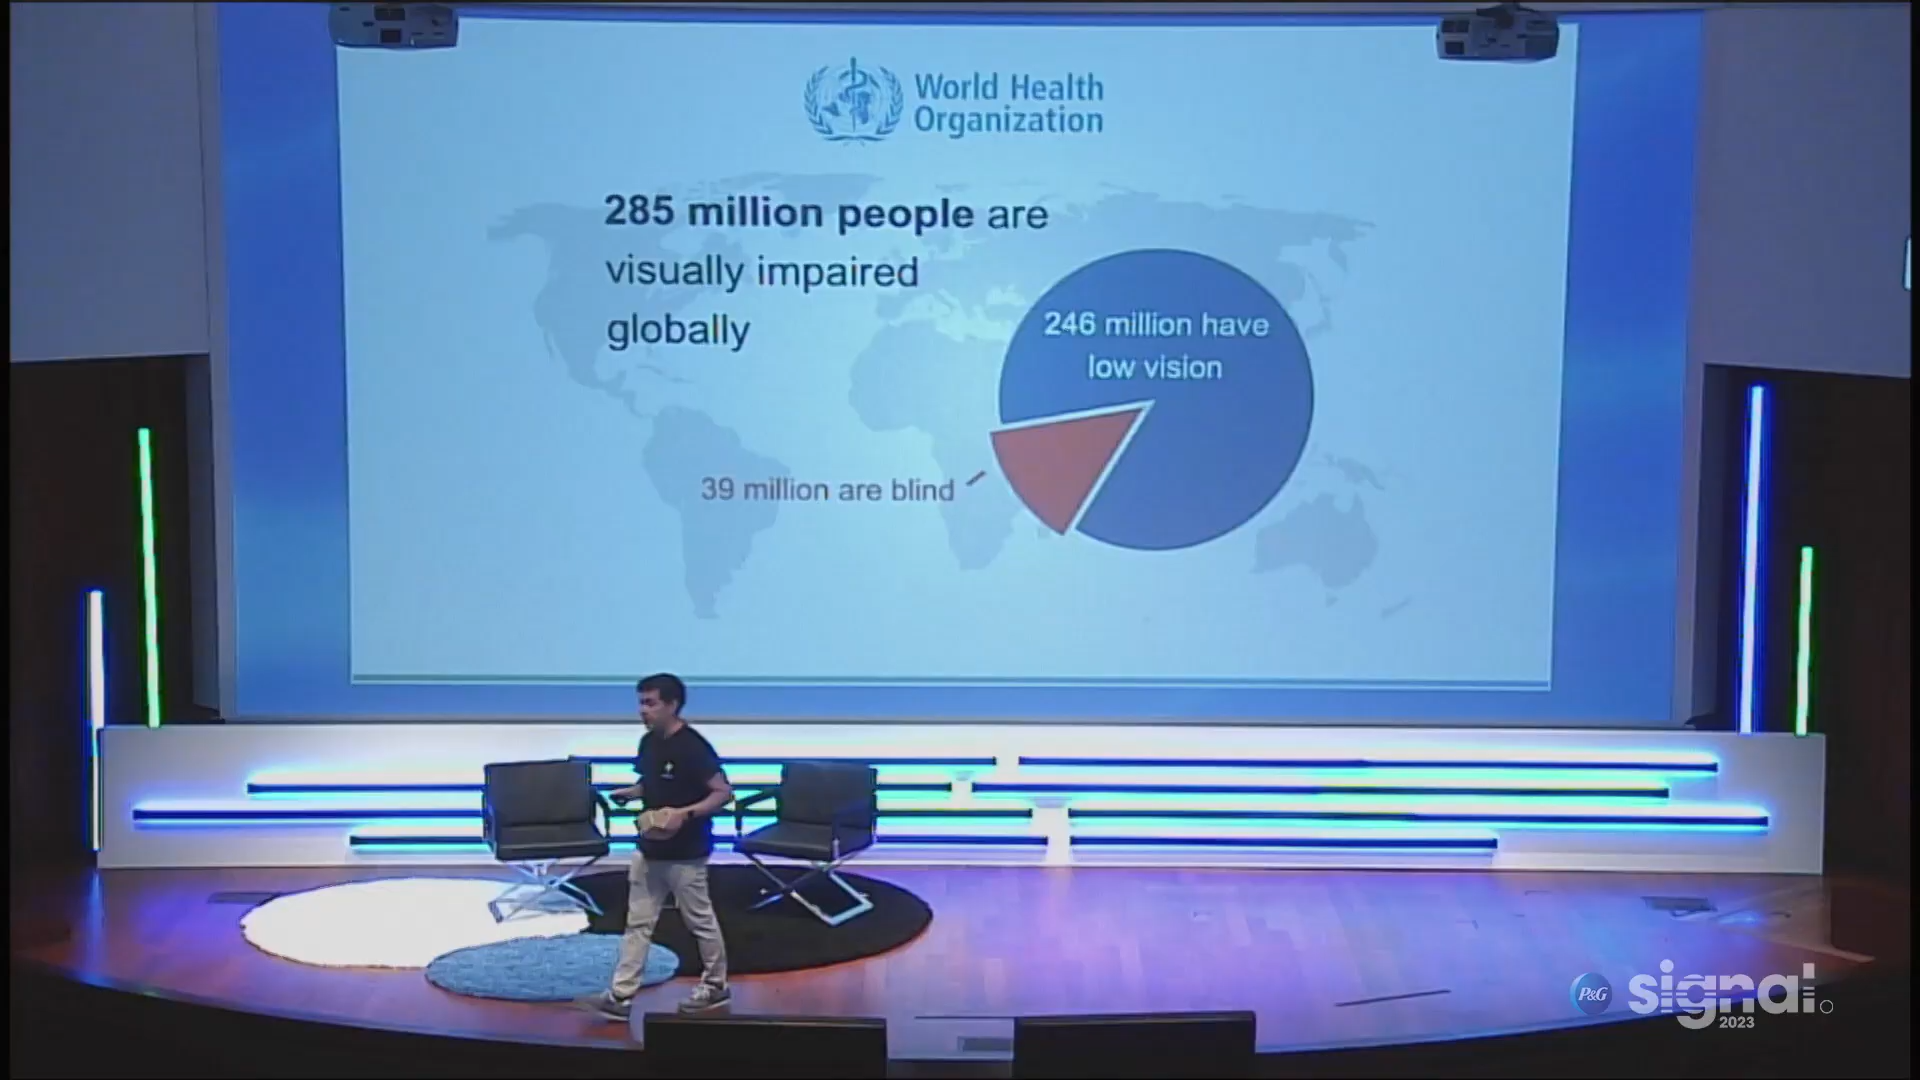 World Health
Organization
285 million people are
visually impaired
globally
246 million have
low vision
39 million are blind
P&G
signal
2023